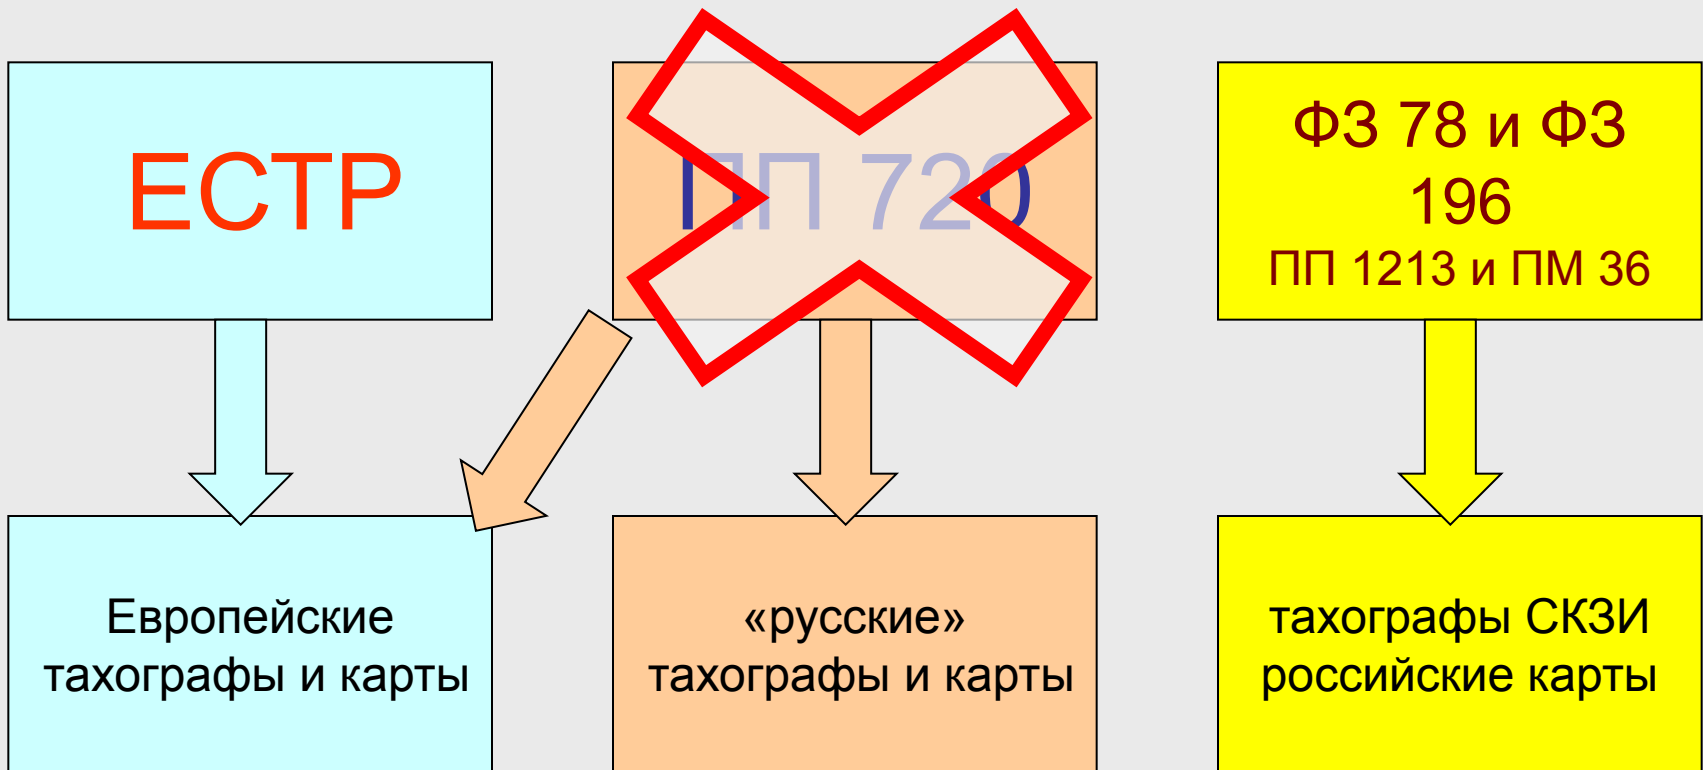 ЕСТР
ПП 720
ФЗ 78 и ФЗ
196
ПП 1213 и ПМ 36
Европейские
тахографы и карты
«русские»
тахографы и карты
тахографы СКЗИ
российские карты